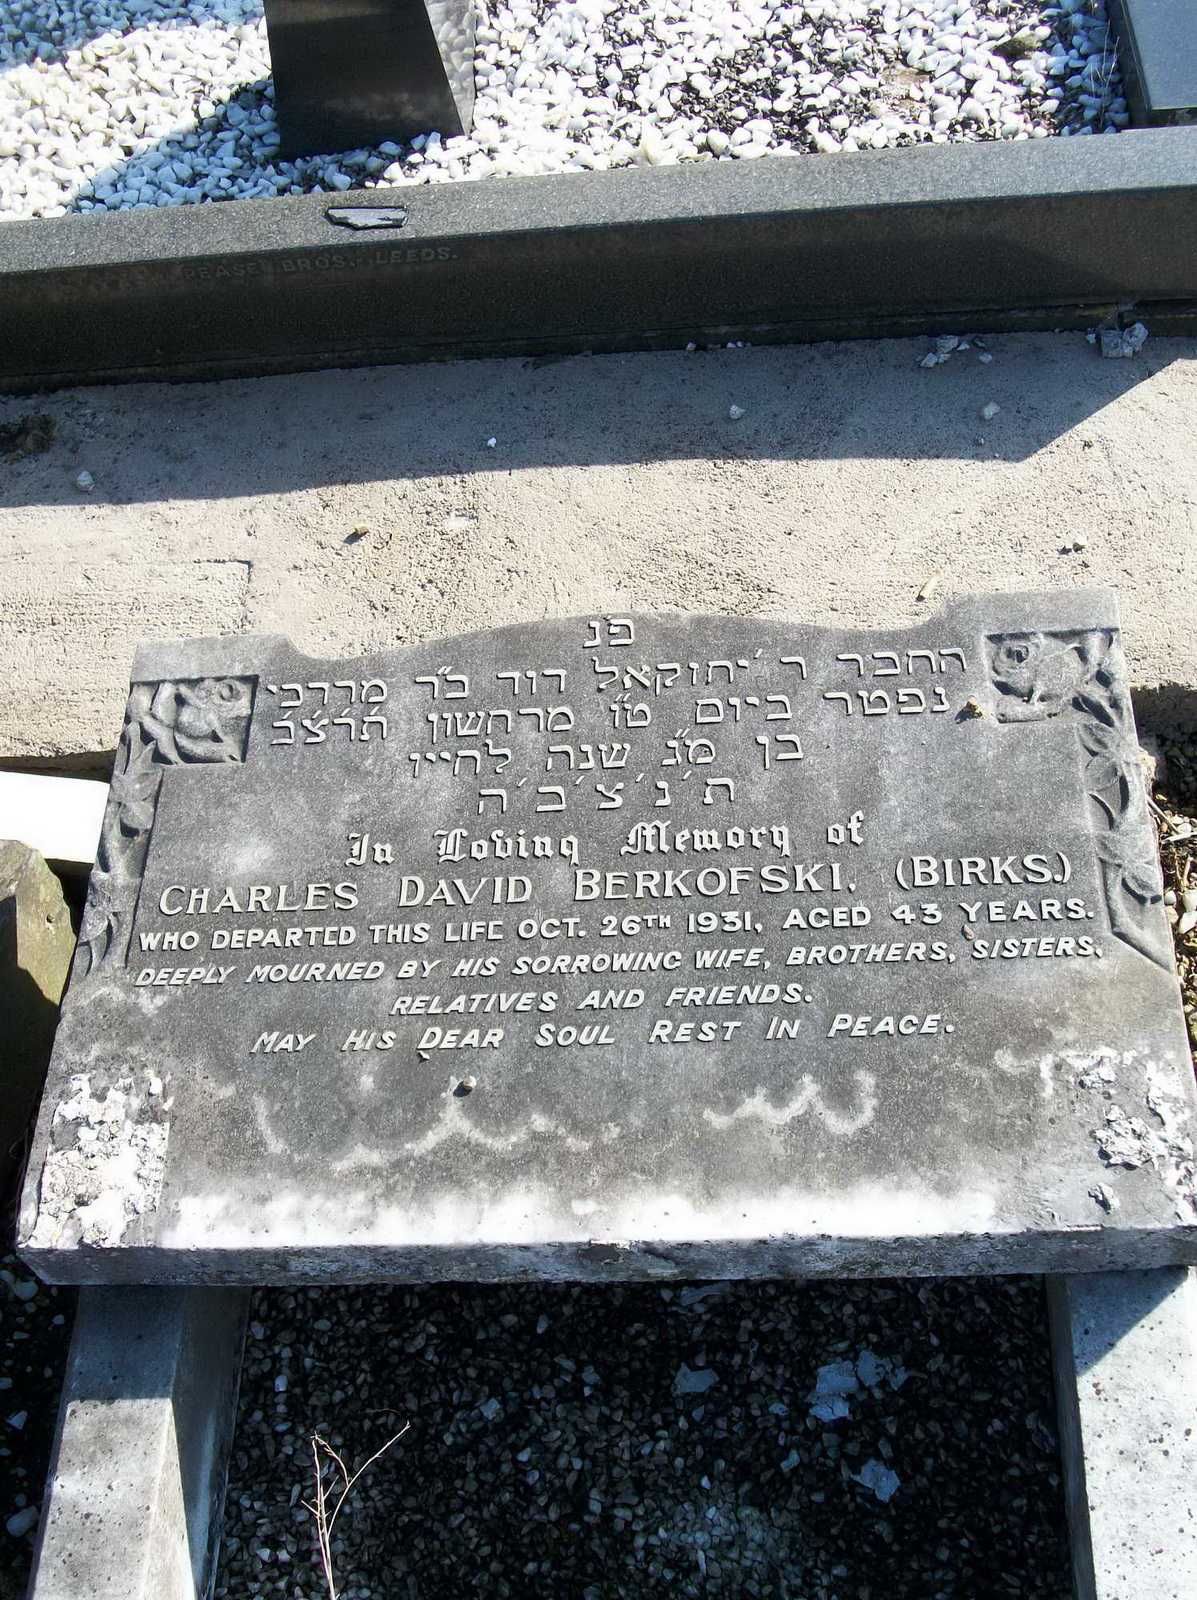 PEASE BROS. LEEDS.
פנ
החבר ר׳ יחזקאל דוד ב״ר מרדכי
נפטר ביום ט״ו מרחשון תרצ״ב
בן מ״ג שנה לחייו
ת׳נ׳צ׳ב׳ה
In Loving Memory of
CHARLES DAVID BERKOFSKI. (BIRKS.)
WHO DEPARTED THIS LIFE OCT. 26TH 1931, AGED 43 YEARS.
DEEPLY MOURNED BY HIS SORROWING WIFE, BROTHERS, SISTERS,
RELATIVES AND FRIENDS.
MAY HIS DEAR SOUL REST IN PEACE.